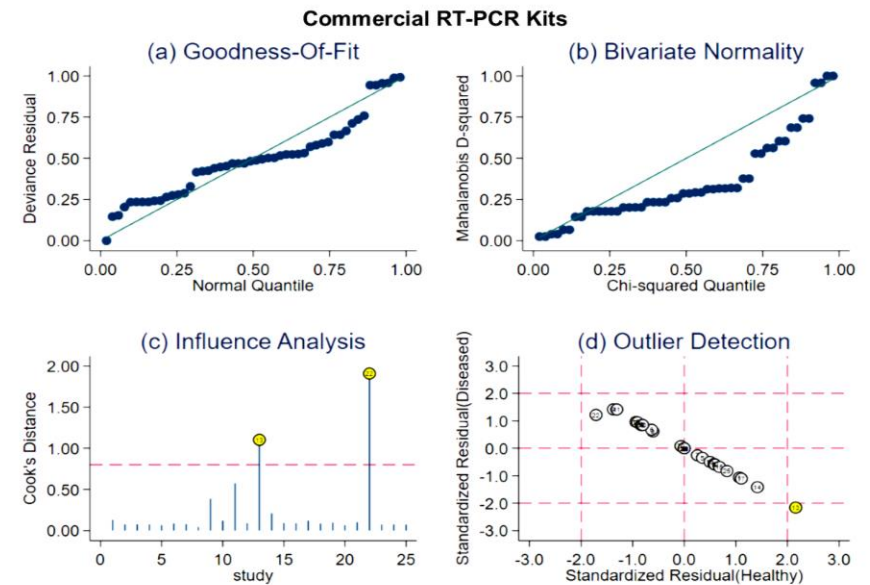 Commercial RT-PCR Kits
(a) Goodness-Of-Fit
Deviance Residual
1.00
0.75
0.50
0.25
0.00
0.00 0.25 0.50 0.75 1.00
Normal Quantile
(b) Bivariate Normality
Mahalanobis D-squared
1.00
0.75
0.50
0.25
0.00
0.00 0.25 0.50 0.75 1.00
Chi-squared Quantile
(c) Influence Analysis
Cook's Distance
2.00
1.50
1.00
0.50
0.00
0 5 10 15 20 25
study
(d) Outlier Detection
Standardized Residual(Diseased)
3.0
2.0
1.0
0.0
-1.0
-2.0
-3.0
-3.0 -2.0 -1.0 0.0 1.0 2.0 3.0
Standardized Residual(Healthy)